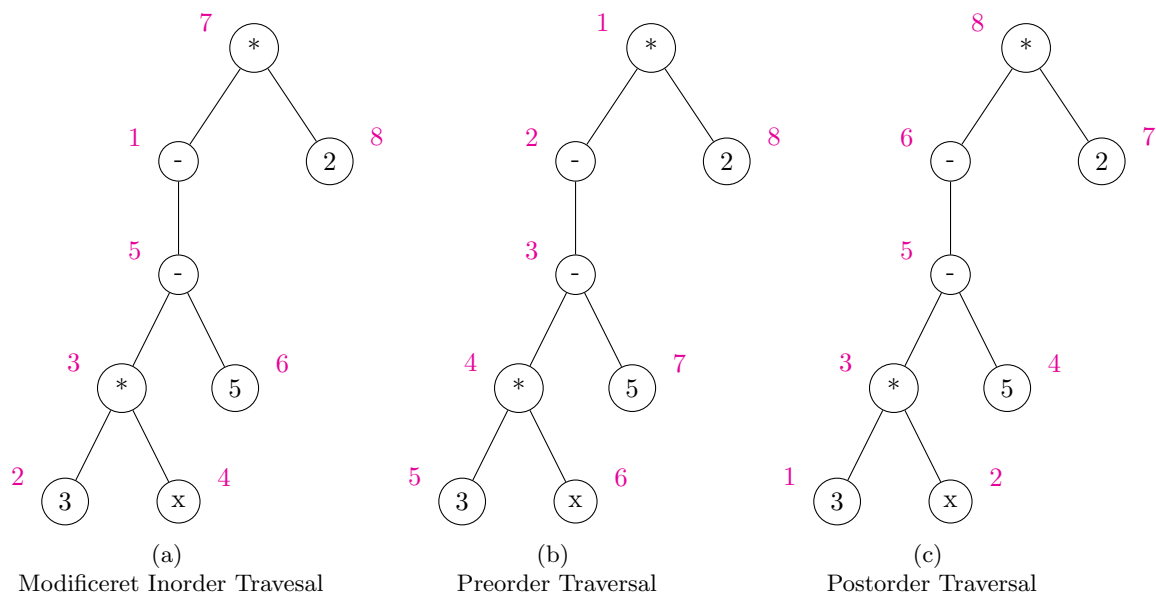 7 * 1 * 8 *
1 - 2 8 2 - 2 8 6 - 2 7
5 - 3 - 5 -
3 * 5 6 4 * 5 7 3 * 5 4
2 3 x 4 5 3 x 6 1 3 x 2
(a) (b) (c)
Modificeret Inorder Travesal Preorder Traversal Postorder Traversal